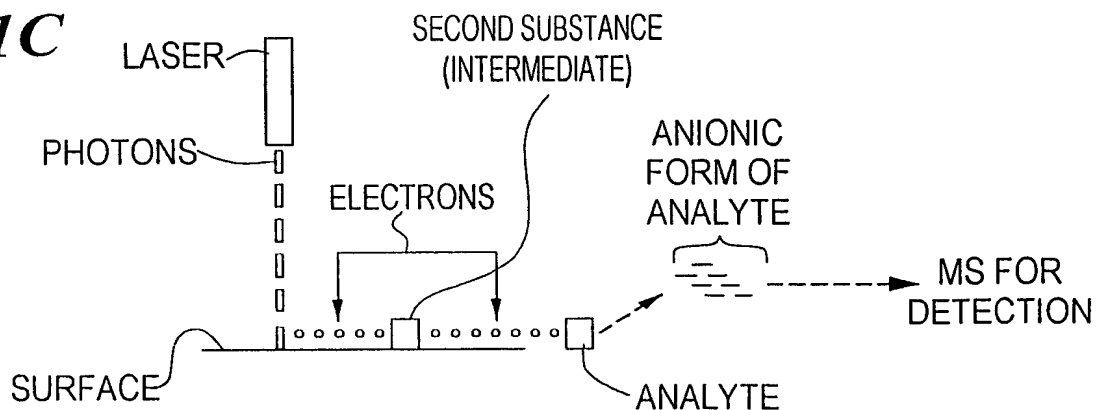 1C
LASER
SECOND SUBSTANCE
(INTERMEDIATE)
PHOTONS
ELECTRONS
ANIONIC
FORM OF
ANALYTE
MS FOR
DETECTION
SURFACE
ANALYTE